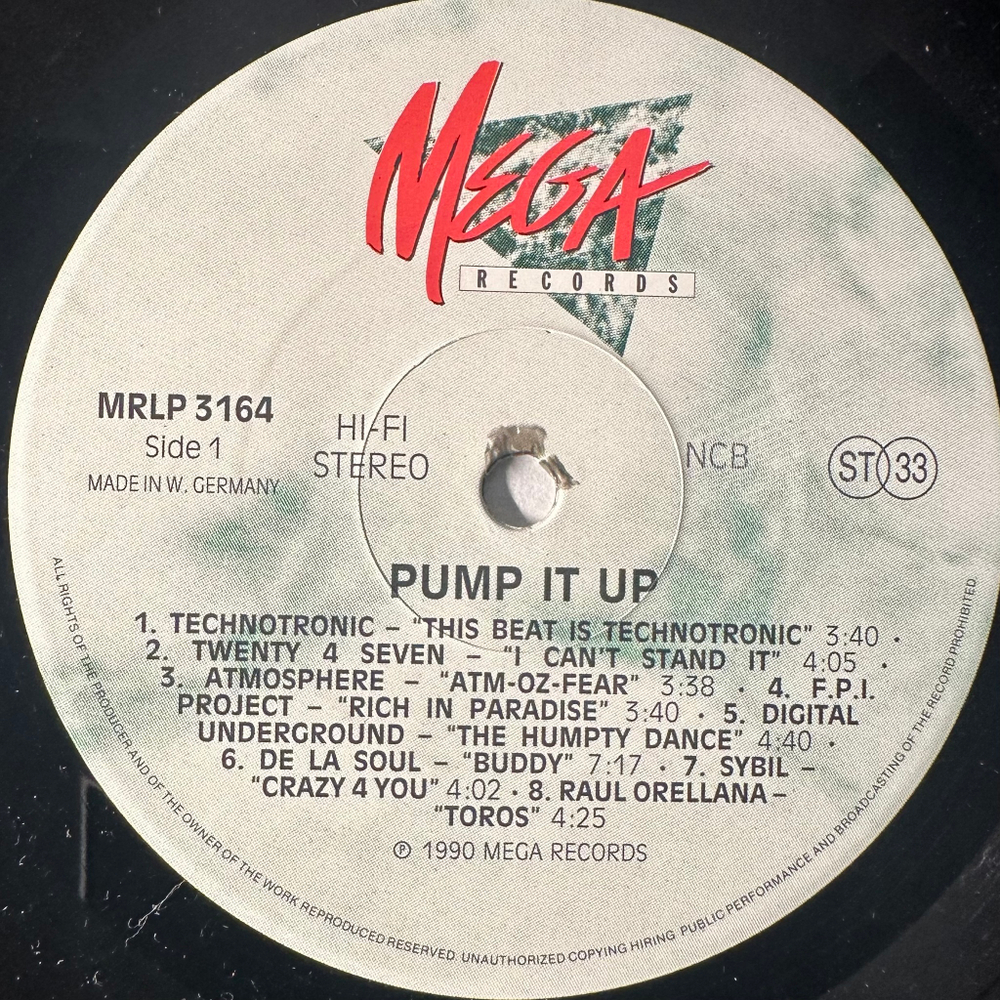 MEGA
RECORDS
MRLP 3164
Side 1
MADE IN W. GERMANY
HI-FI
STEREO
NCB
ST 33
PUMP IT UP
1. TECHNOTRONIC – “THIS BEAT IS TECHNOTRONIC” 3:40 •
2. TWENTY 4 SEVEN – “I CAN'T STAND IT” 4:05 •
3. ATMOSPHERE – “ATM-OZ-FEAR” 3:38 • 4. F.P.I.
PROJECT – “RICH IN PARADISE” 3:40 • 5. DIGITAL
UNDERGROUND – “THE HUMPTY DANCE” 4:40 •
6. DE LA SOUL – “BUDDY” 7:17 • 7. SYBIL –
“CRAZY 4 YOU” 4:02 • 8. RAUL ORELLANA –
“TOROS” 4:25
℗ 1990 MEGA RECORDS
ALL RIGHTS OF THE PRODUCER AND OF THE OWNER OF THE WORK REPRODUCED RESERVED. UNAUTHORIZED COPYING HIRING PUBLIC PERFORMANCE AND BROADCASTING OF THE RECORD PROHIBITED